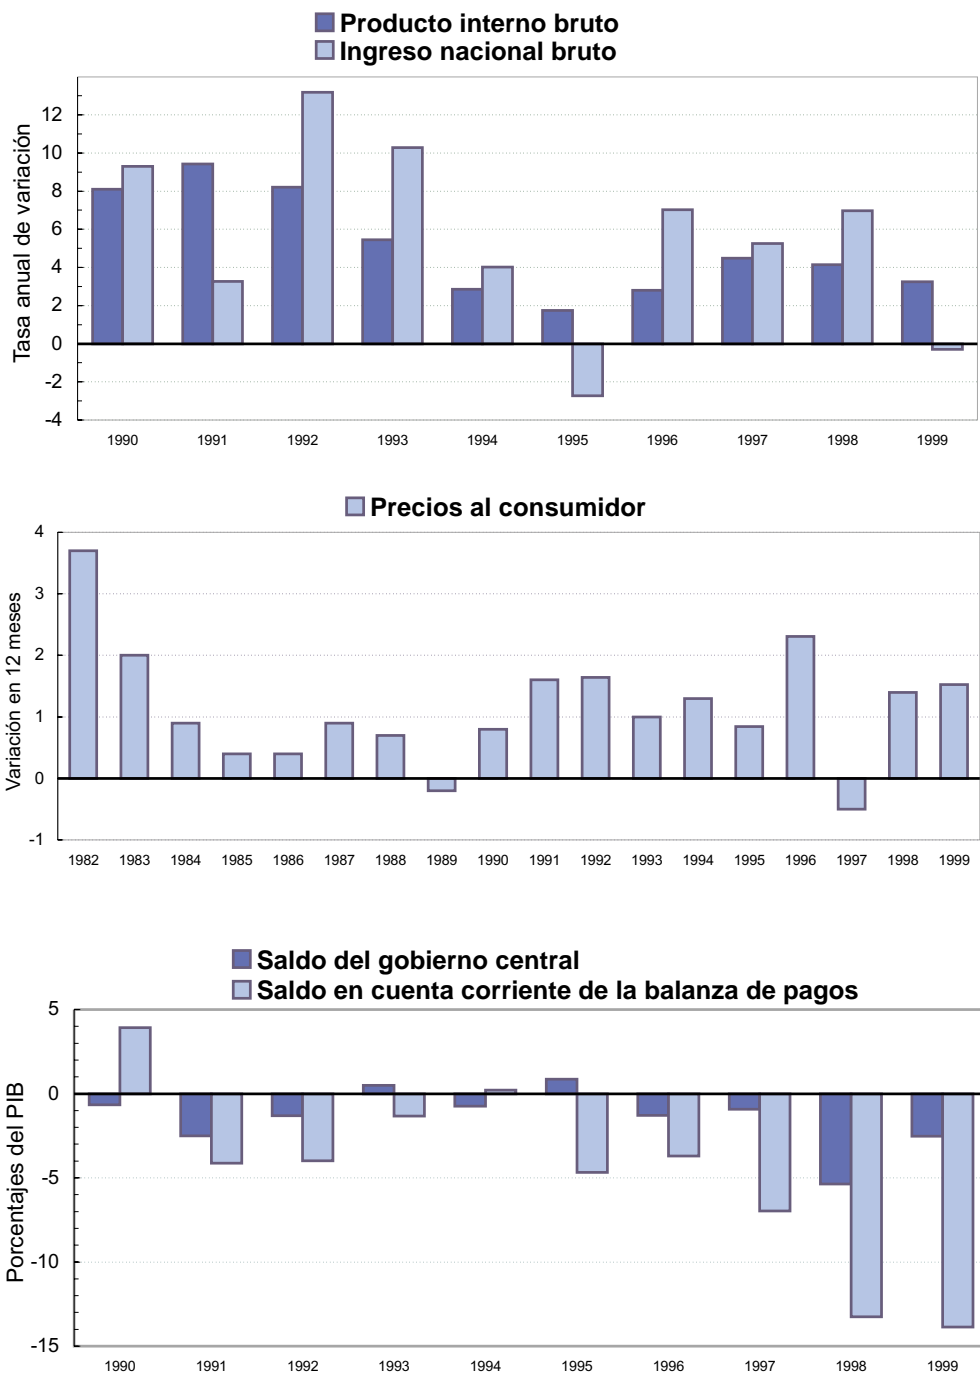 Producto interno bruto
Ingreso nacional bruto
Tasa anual de variación
12
10
8
6
4
2
0
-2
-4
1990 1991 1992 1993 1994 1995 1996 1997 1998 1999
Precios al consumidor
Variación en 12 meses
4
3
2
1
0
-1
1982 1983 1984 1985 1986 1987 1988 1989 1990 1991 1992 1993 1994 1995 1996 1997 1998 1999
Saldo del gobierno central
Saldo en cuenta corriente de la balanza de pagos
Porcentajes del PIB
5
0
-5
-10
-15
1990 1991 1992 1993 1994 1995 1996 1997 1998 1999